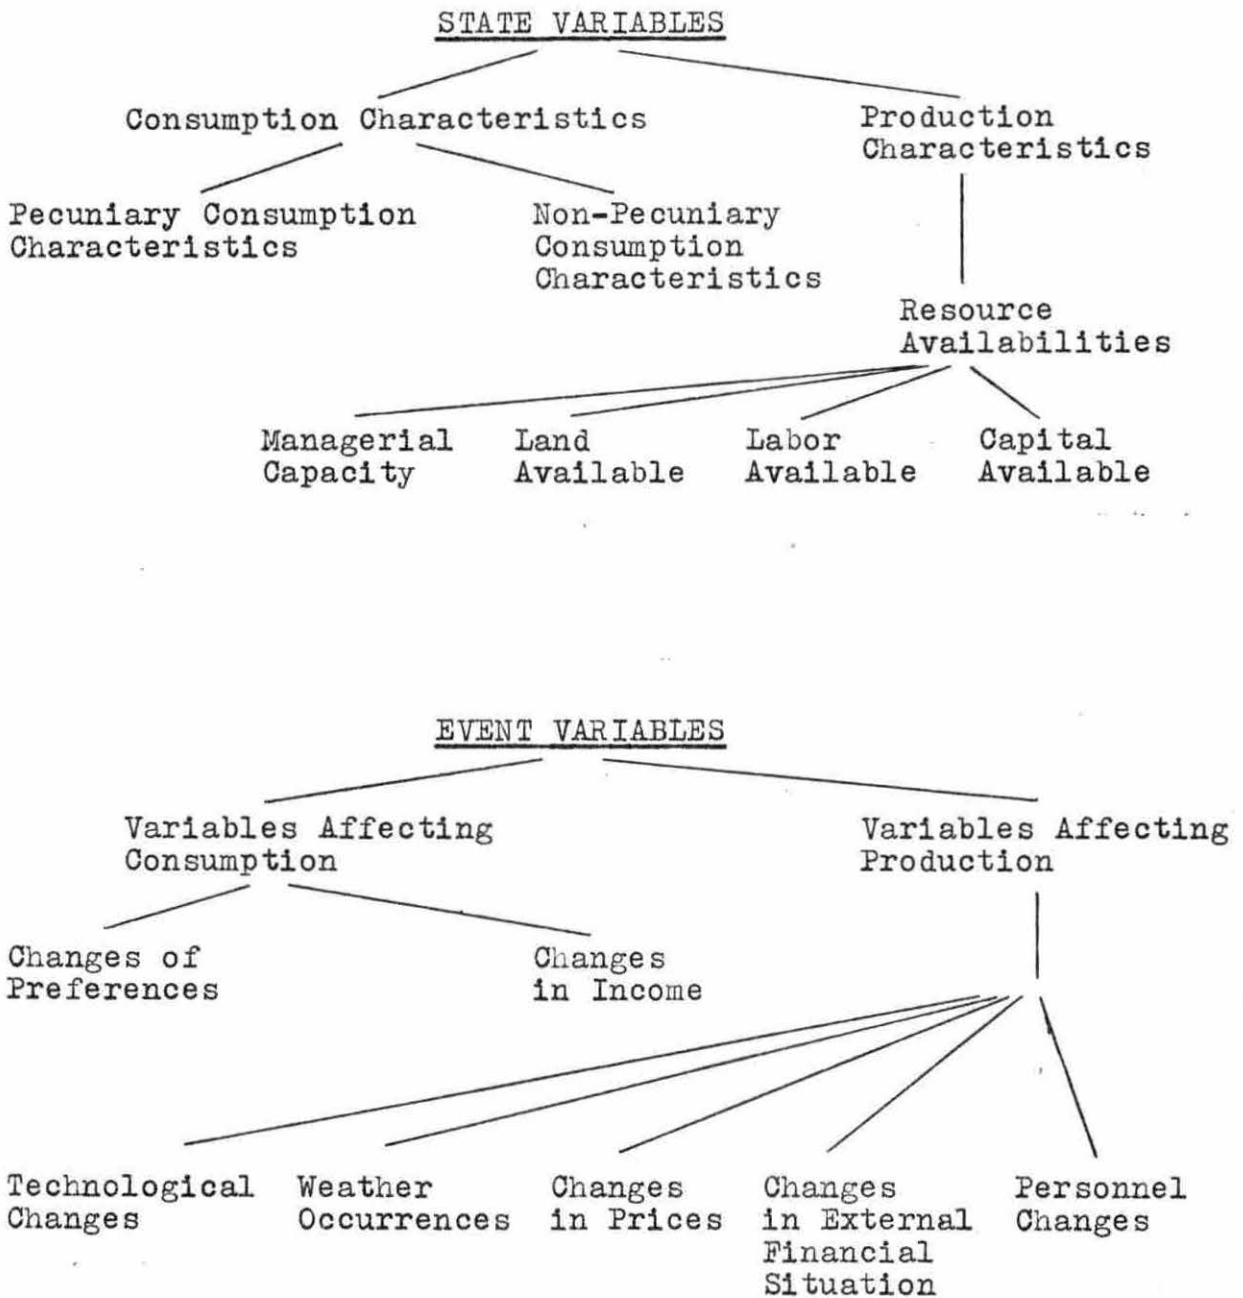 STATE VARIABLES
Consumption Characteristics
Production
Characteristics
Pecuniary Consumption
Characteristics
Non-Pecuniary
Consumption
Characteristics
Resource
Availabilities
Managerial
Capacity
Land
Available
Labor
Available
Capital
Available
EVENT VARIABLES
Variables Affecting
Consumption
Variables Affecting
Production
Changes of
Preferences
Changes
in Income
Technological
Changes
Weather
Occurrences
Changes
in Prices
Changes
in External
Financial
Situation
Personnel
Changes